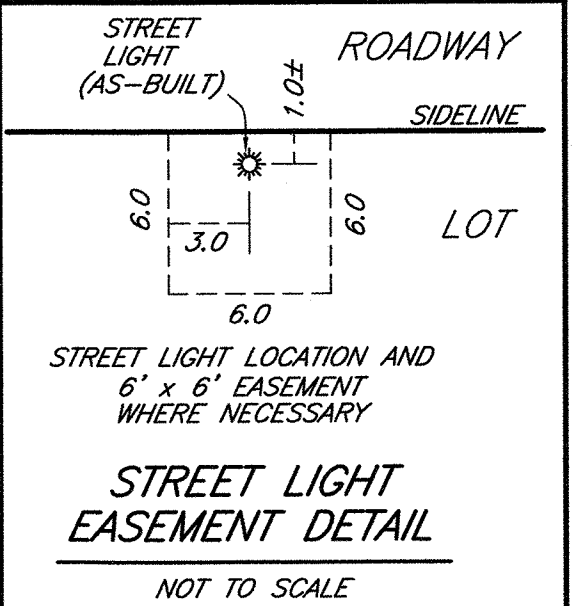 STREET
LIGHT
(AS-BUILT)
ROADWAY
1.0±
SIDELINE
6.0
3.0
6.0
LOT
6.0
STREET LIGHT LOCATION AND
6' x 6' EASEMENT
WHERE NECESSARY
STREET LIGHT
EASEMENT DETAIL
NOT TO SCALE